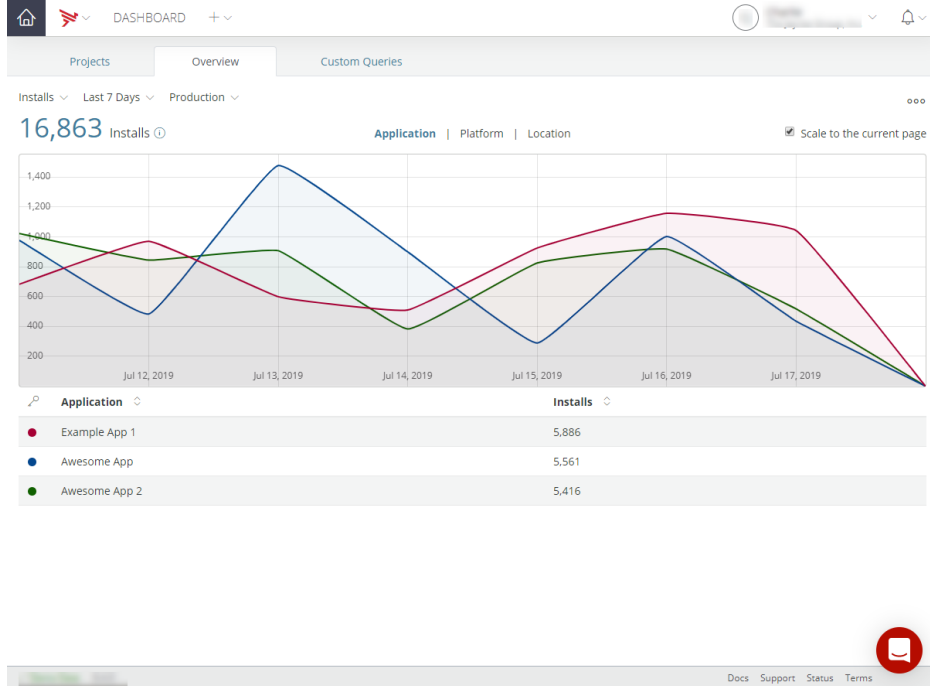 DASHBOARD
Projects Overview Custom Queries
Installs Last 7 Days Production
16,863 Installs
Application | Platform | Location
Scale to the current page
1,400
1,200
1,000
800
600
400
200
Jul 12, 2019 Jul 13, 2019 Jul 14, 2019 Jul 15, 2019 Jul 16, 2019 Jul 17, 2019
Application Installs
Example App 1 5,886
Awesome App 5,561
Awesome App 2 5,416
Docs Support Status Terms